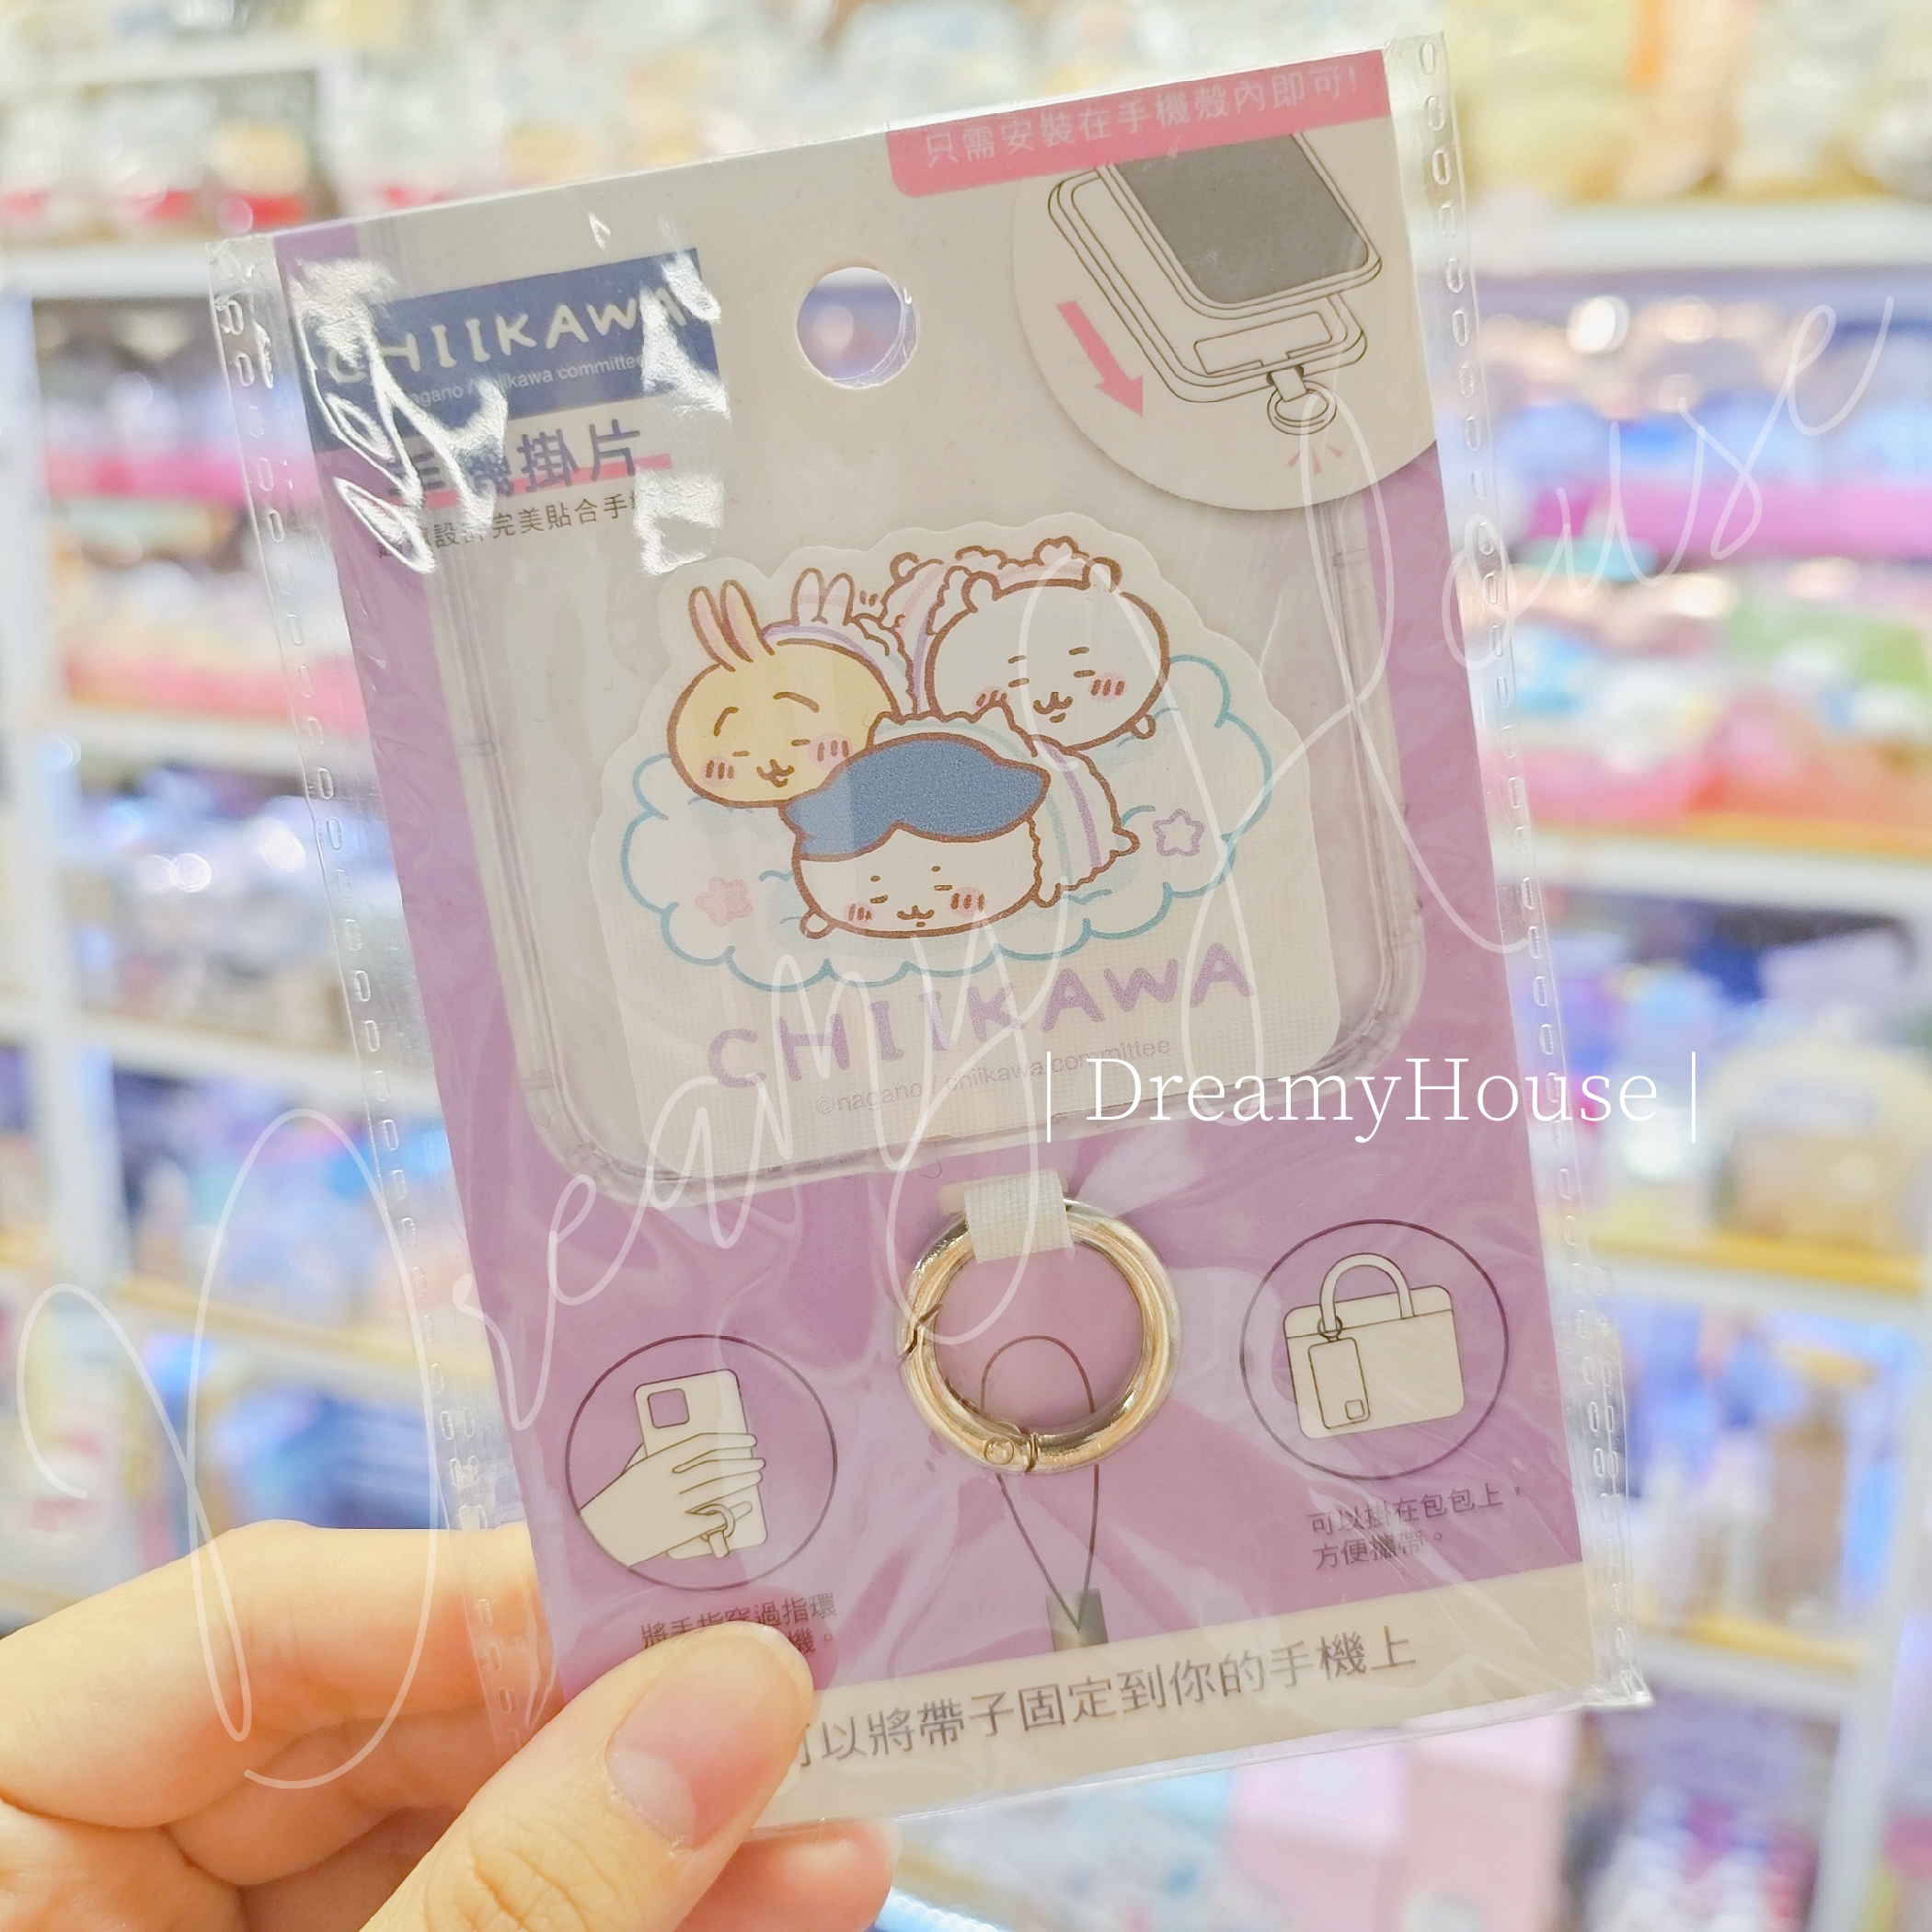 只需安裝在手機殼內即可!
CHIIKAWA
nagano / chiikawa committee
手機掛片
設計完美貼合手
CHIIKAWA
©nagano / chiikawa committee
| DreamyHouse |
Dreamy House
可以掛在包包上，
方便攜帶。
將手指穿過指環
機。
可以將帶子固定到你的手機上